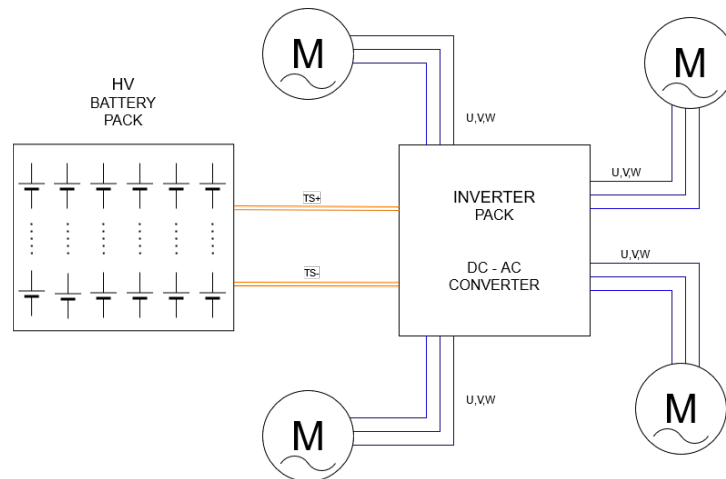 M
M
HV
BATTERY
PACK
U,V,W
U,V,W
TS+
INVERTER
PACK
U,V,W
TS-
DC - AC
CONVERTER
U,V,W
M
M